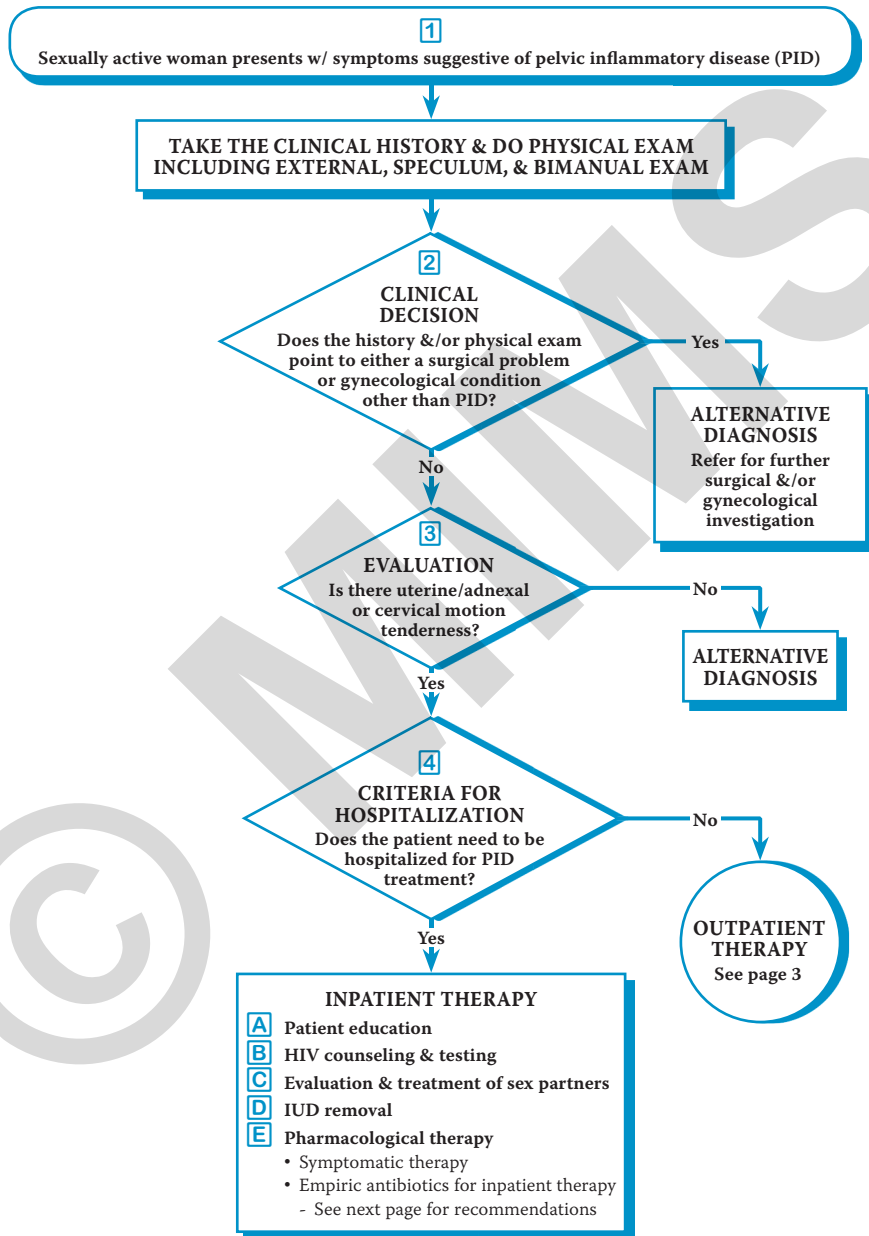 1
Sexually active woman presents w/ symptoms suggestive of pelvic inflammatory disease (PID)
TAKE THE CLINICAL HISTORY & DO PHYSICAL EXAM
INCLUDING EXTERNAL, SPECULUM, & BIMANUAL EXAM
2
CLINICAL
DECISION
Does the history &/or physical exam
point to either a surgical problem
or gynecological condition
other than PID?
Yes
ALTERNATIVE
DIAGNOSIS
Refer for further
surgical &/or
gynecological
investigation
No
3
EVALUATION
Is there uterine/adnexal
or cervical motion
tenderness?
No
ALTERNATIVE
DIAGNOSIS
Yes
4
CRITERIA FOR
HOSPITALIZATION
Does the patient need to be
hospitalized for PID
treatment?
No
OUTPATIENT
THERAPY
See page 3
Yes
INPATIENT THERAPY
A Patient education
B HIV counseling & testing
C Evaluation & treatment of sex partners
D IUD removal
E Pharmacological therapy
• Symptomatic therapy
• Empiric antibiotics for inpatient therapy
- See next page for recommendations
© MIMS